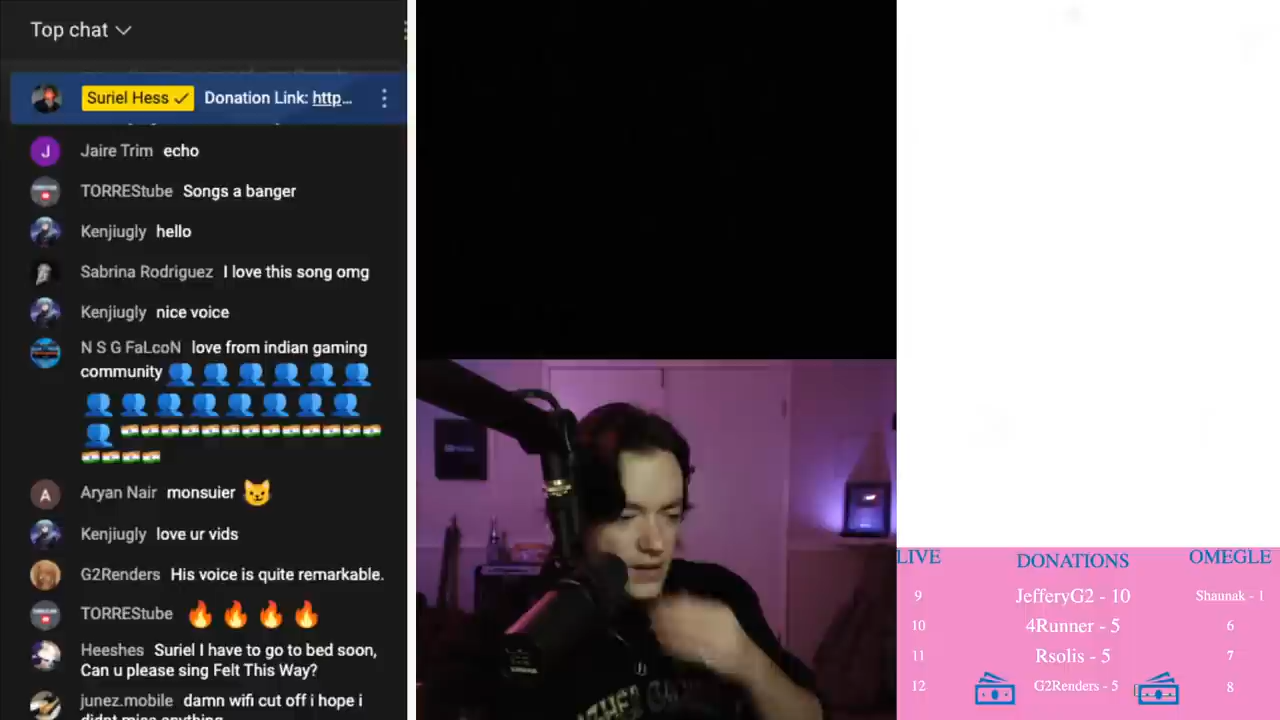 Top chat
Suriel Hess Donation Link: http...
Jaire Trim echo
TORREStube Songs a banger
Kenjiugly hello
Sabrina Rodriguez I love this song omg
Kenjiugly nice voice
N S G FaLcoN love from indian gaming
community
Aryan Nair monsuier
Kenjiugly love ur vids
G2Renders His voice is quite remarkable.
TORREStube
Heeshes Suriel I have to go to bed soon,
Can u please sing Felt This Way?
junez.mobile damn wifi cut off i hope i
didnt miss anything
LIVE DONATIONS OMEGLE
9 JefferyG2 - 10 Shaunak - 1
10 4Runner - 5 6
11 Rsolis - 5 7
12 G2Renders - 5 8